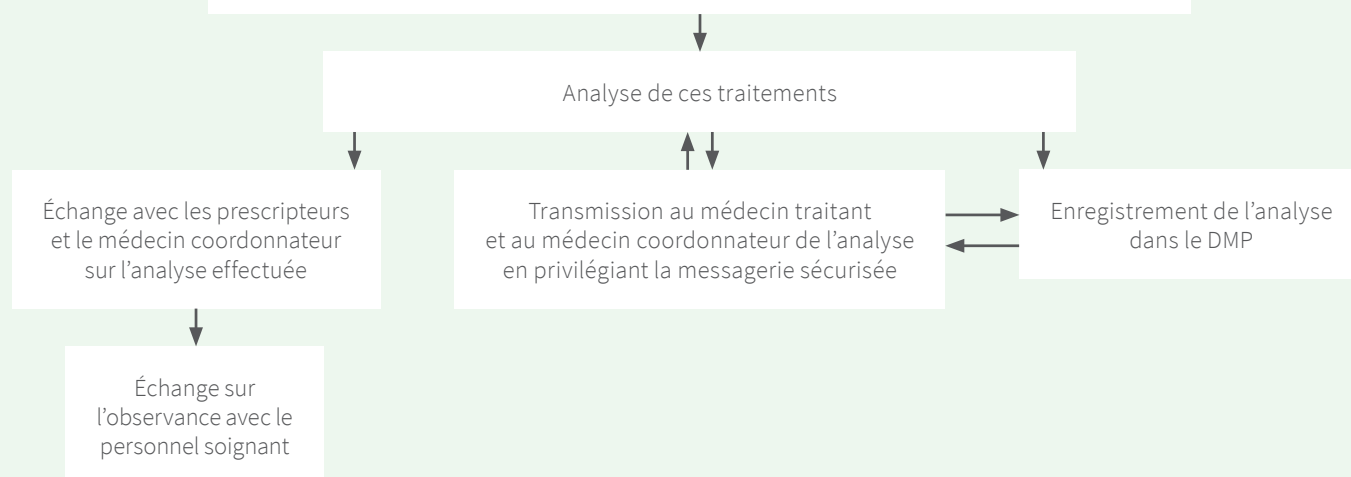 Analyse de ces traitements
Échange avec les prescripteurs
et le médecin coordonnateur
sur l’analyse effectuée
Transmission au médecin traitant
et au médecin coordonnateur de l’analyse
en privilégiant la messagerie sécurisée
Enregistrement de l’analyse
dans le DMP
Échange sur
l’observance avec le
personnel soignant